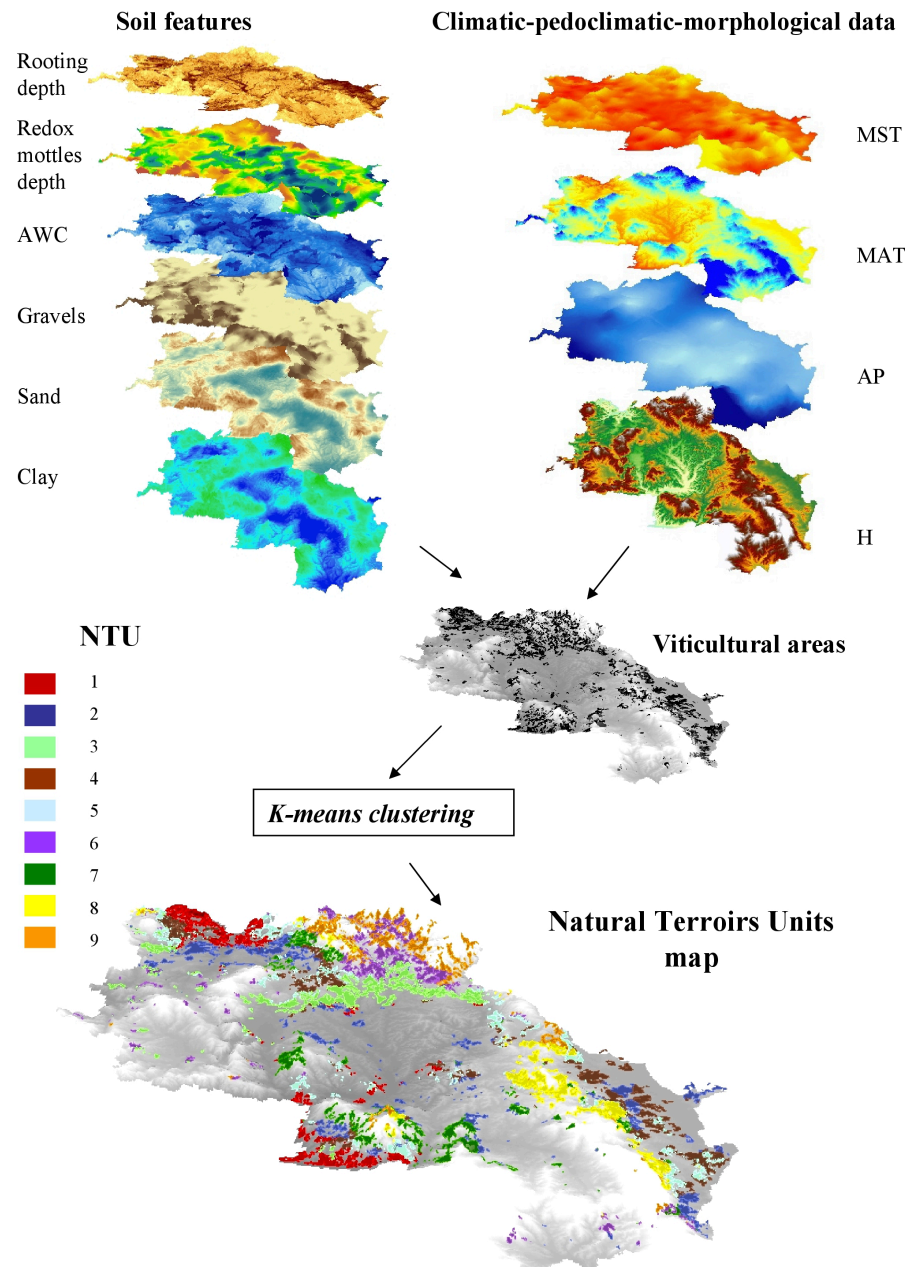 Soil features
Climatic-pedoclimatic-morphological data
Rooting
depth
Redox
mottles
depth
AWC
Gravels
Sand
Clay
MST
MAT
AP
H
Viticultural areas
NTU
1
2
3
4
5
6
7
8
9
K-means clustering
Natural Terroirs Units
map